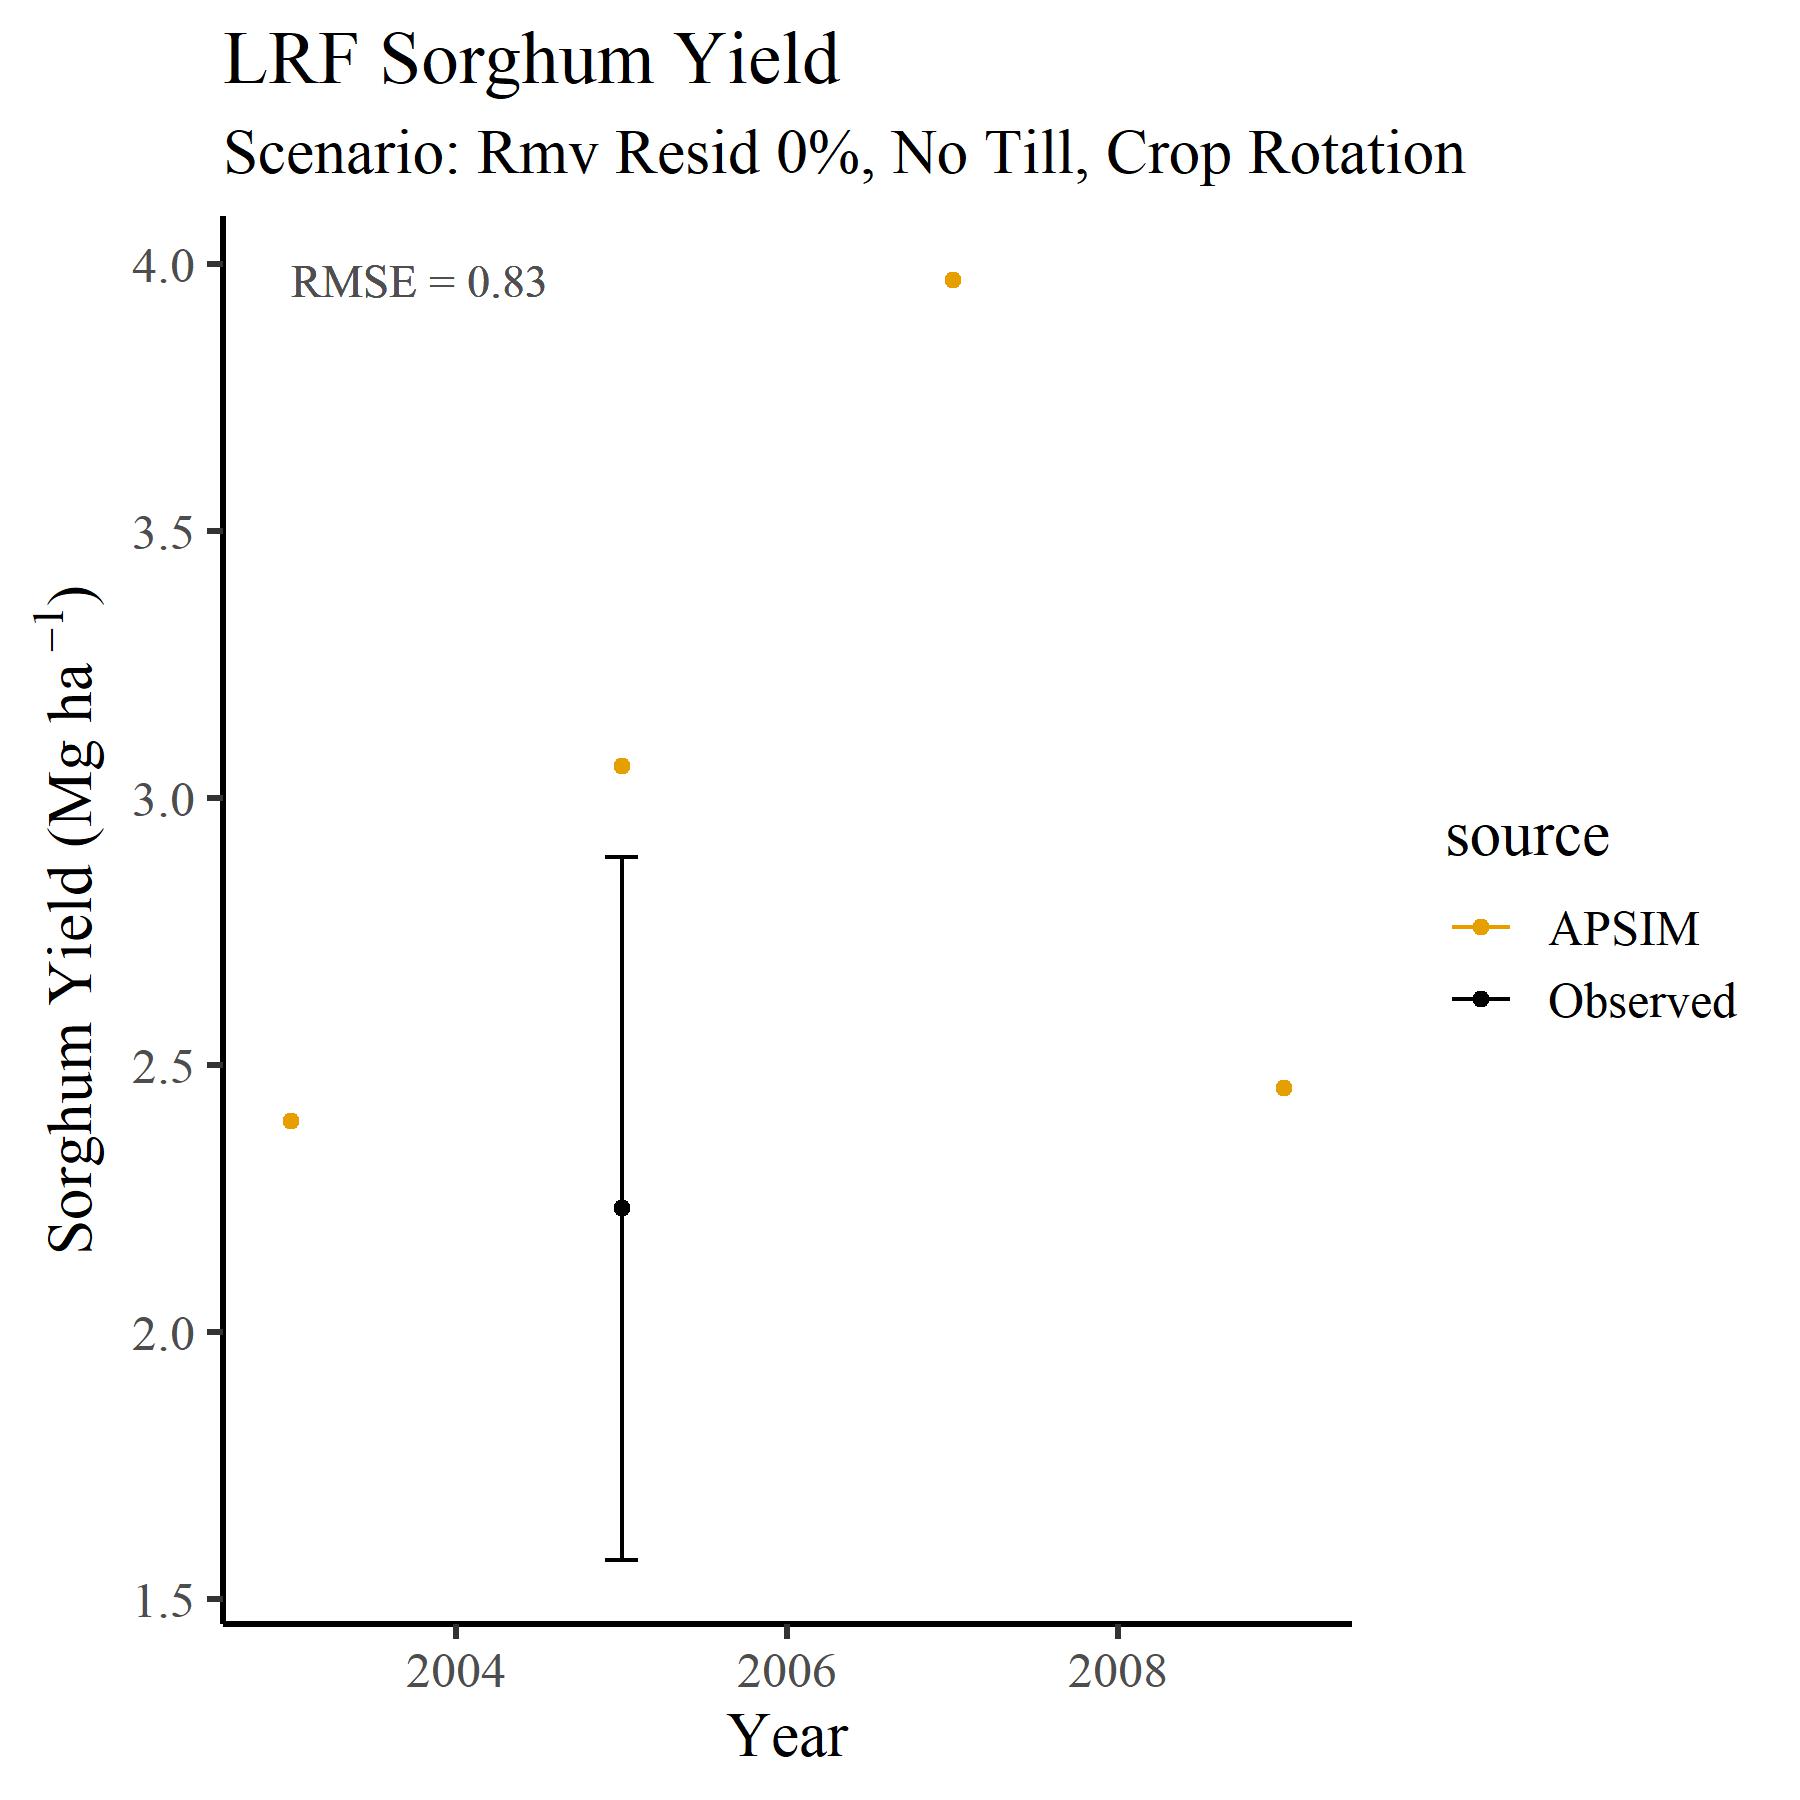 LRF Sorghum Yield
Scenario: Rmv Resid 0%, No Till, Crop Rotation
RMSE = 0.83
4.0
3.5
3.0
2.5
2.0
1.5
Sorghum Yield (Mg ha −1)
2004 2006 2008
Year
source
APSIM
Observed